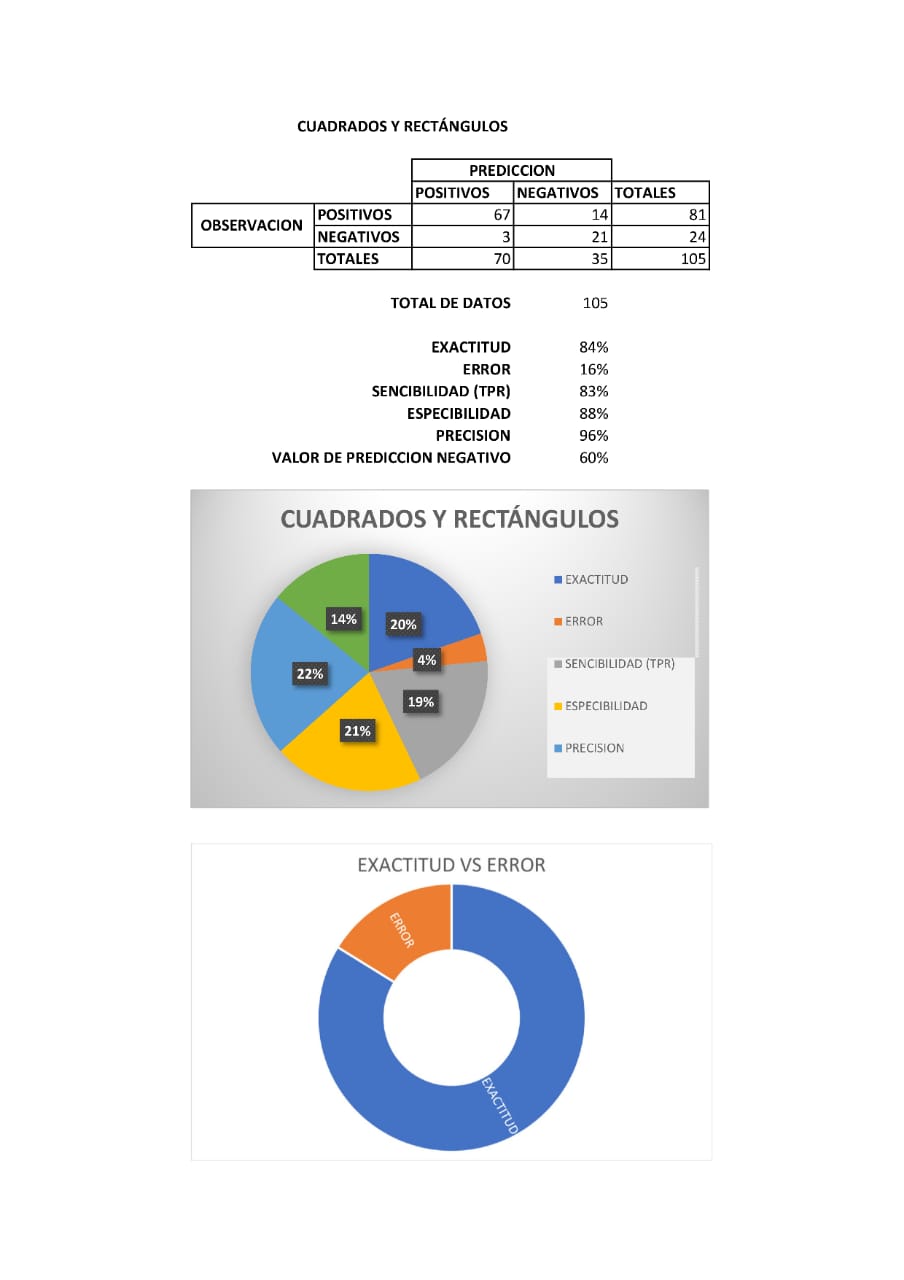 CUADRADOS Y RECTÁNGULOS
PREDICCION
POSITIVOS NEGATIVOS TOTALES
OBSERVACION
POSITIVOS 67 14 81
NEGATIVOS 3 21 24
TOTALES 70 35 105
TOTAL DE DATOS 105
EXACTITUD 84%
ERROR 16%
SENCIBILIDAD (TPR) 83%
ESPECIBILIDAD 88%
PRECISION 96%
VALOR DE PREDICCION NEGATIVO 60%
CUADRADOS Y RECTÁNGULOS
14%
20%
4%
22%
19%
21%
EXACTITUD
ERROR
SENCIBILIDAD (TPR)
ESPECIBILIDAD
PRECISION
EXACTITUD VS ERROR
ERROR
EXACTITUD